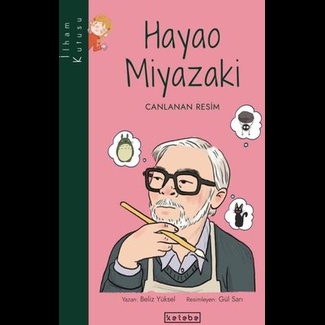 İlham
Kutusu
Hayao
Miyazaki
CANLANAN RESİM
Yazan: Beliz Yüksel Resimleyen: Gül Sarı
ketebe